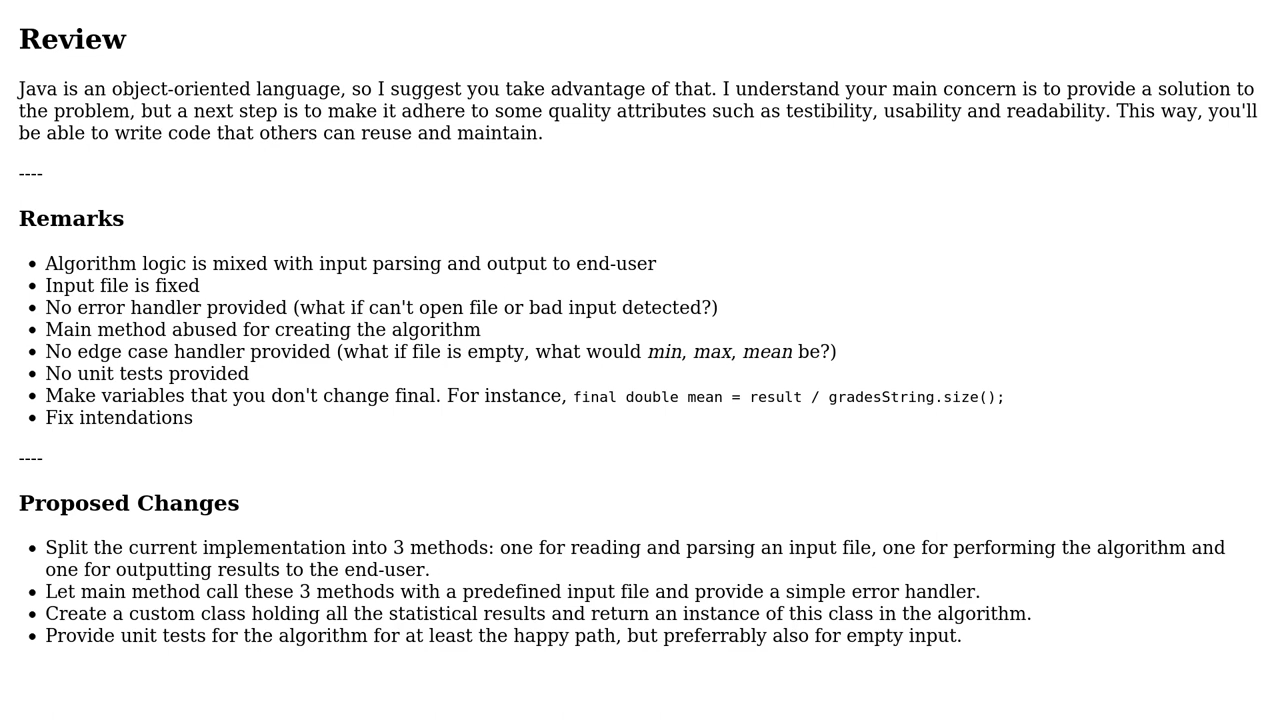 Review
Java is an object-oriented language, so I suggest you take advantage of that. I understand your main concern is to provide a solution to
the problem, but a next step is to make it adhere to some quality attributes such as testibility, usability and readability. This way, you'll
be able to write code that others can reuse and maintain.
----
Remarks
• Algorithm logic is mixed with input parsing and output to end-user
• Input file is fixed
• No error handler provided (what if can't open file or bad input detected?)
• Main method abused for creating the algorithm
• No edge case handler provided (what if file is empty, what would min, max, mean be?)
• No unit tests provided
• Make variables that you don't change final. For instance, final double mean = result / gradesString.size();
• Fix intendations
----
Proposed Changes
• Split the current implementation into 3 methods: one for reading and parsing an input file, one for performing the algorithm and
one for outputting results to the end-user.
• Let main method call these 3 methods with a predefined input file and provide a simple error handler.
• Create a custom class holding all the statistical results and return an instance of this class in the algorithm.
• Provide unit tests for the algorithm for at least the happy path, but preferrably also for empty input.